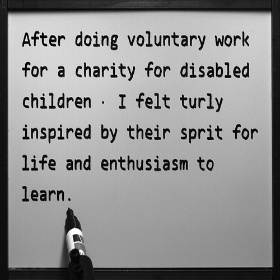 After doing voluntary work
for a charity for disabled
children · I felt turly
inspired by their sprit for
life and enthusiasm to
learn.